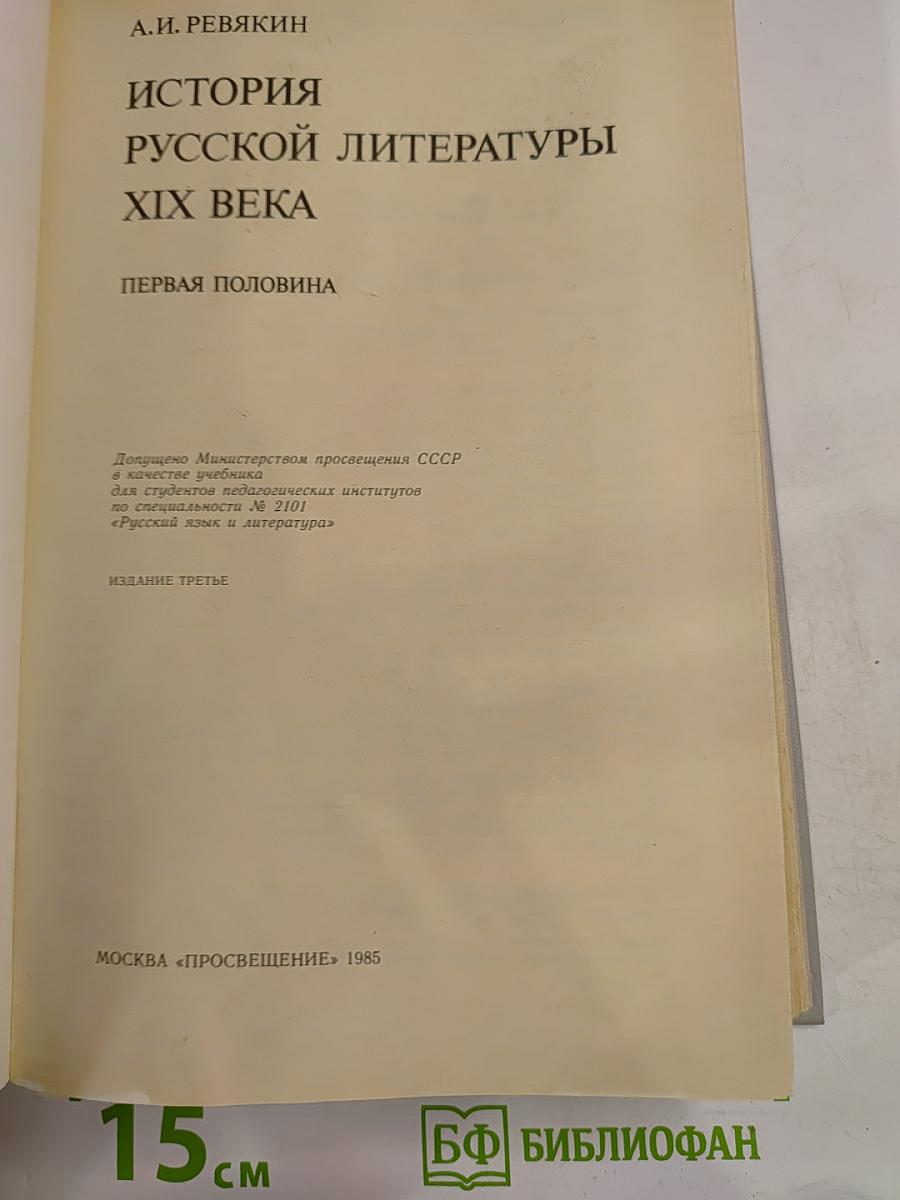 А.И. РЕВЯКИН
ИСТОРИЯ
РУССКОЙ ЛИТЕРАТУРЫ
XIX ВЕКА
ПЕРВАЯ ПОЛОВИНА
Допущено Министерством просвещения СССР
в качестве учебника
для студентов педагогических институтов
по специальности № 2101
«Русский язык и литература»
ИЗДАНИЕ ТРЕТЬЕ
МОСКВА «ПРОСВЕЩЕНИЕ» 1985
15 см
БФ БИБЛИОФАН